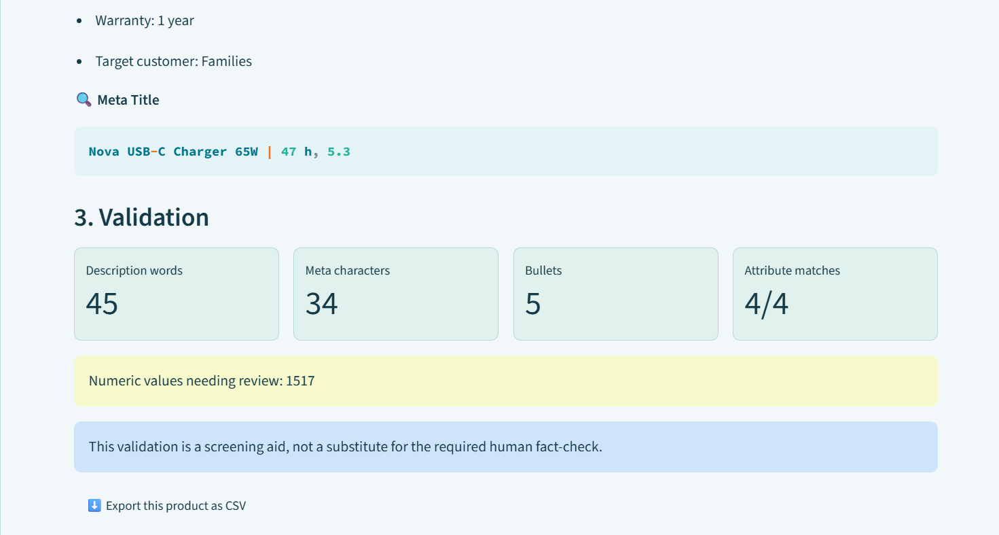 Warranty: 1 year
Target customer: Families
Meta Title
Nova USB-C Charger 65W | 47 h, 5.3
3. Validation
Description words
45
Meta characters
34
Bullets
5
Attribute matches
4/4
Numeric values needing review: 1517
This validation is a screening aid, not a substitute for the required human fact-check.
Export this product as CSV